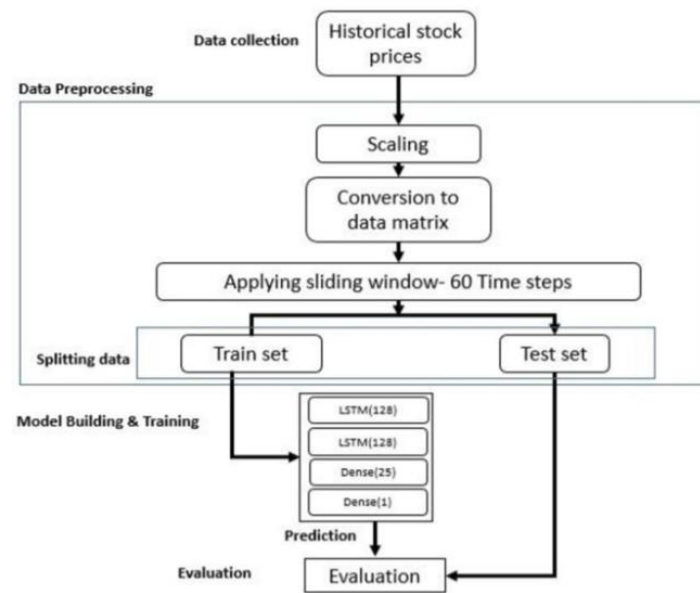 Data collection
Historical stock
prices
Data Preprocessing
Scaling
Conversion to
data matrix
Applying sliding window- 60 Time steps
Splitting data
Train set
Test set
Model Building & Training
LSTM(128)
LSTM(128)
Dense(25)
Dense(1)
Prediction
Evaluation
Evaluation